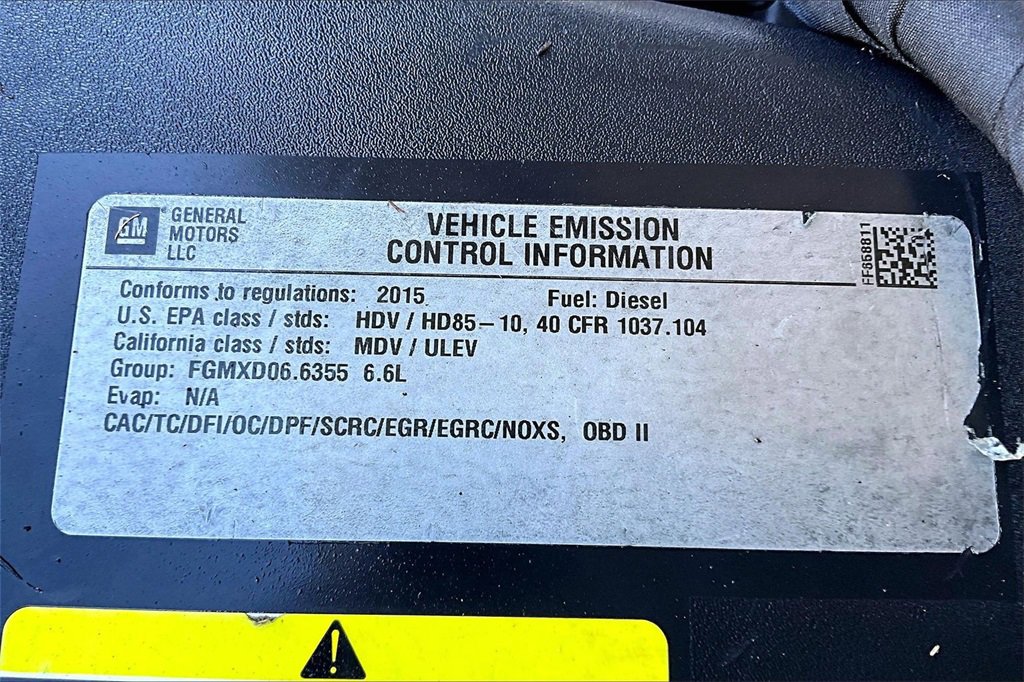 GM GENERAL
MOTORS
LLC
VEHICLE EMISSION
CONTROL INFORMATION
FF858811
Conforms to regulations: 2015 Fuel: Diesel
U.S. EPA class / stds: HDV / HD85-10, 40 CFR 1037.104
California class / stds: MDV / ULEV
Group: FGMXD06.6355 6.6L
Evap: N/A
CAC/TC/DFI/OC/DPF/SCRC/EGR/EGRC/NOXS, OBD II